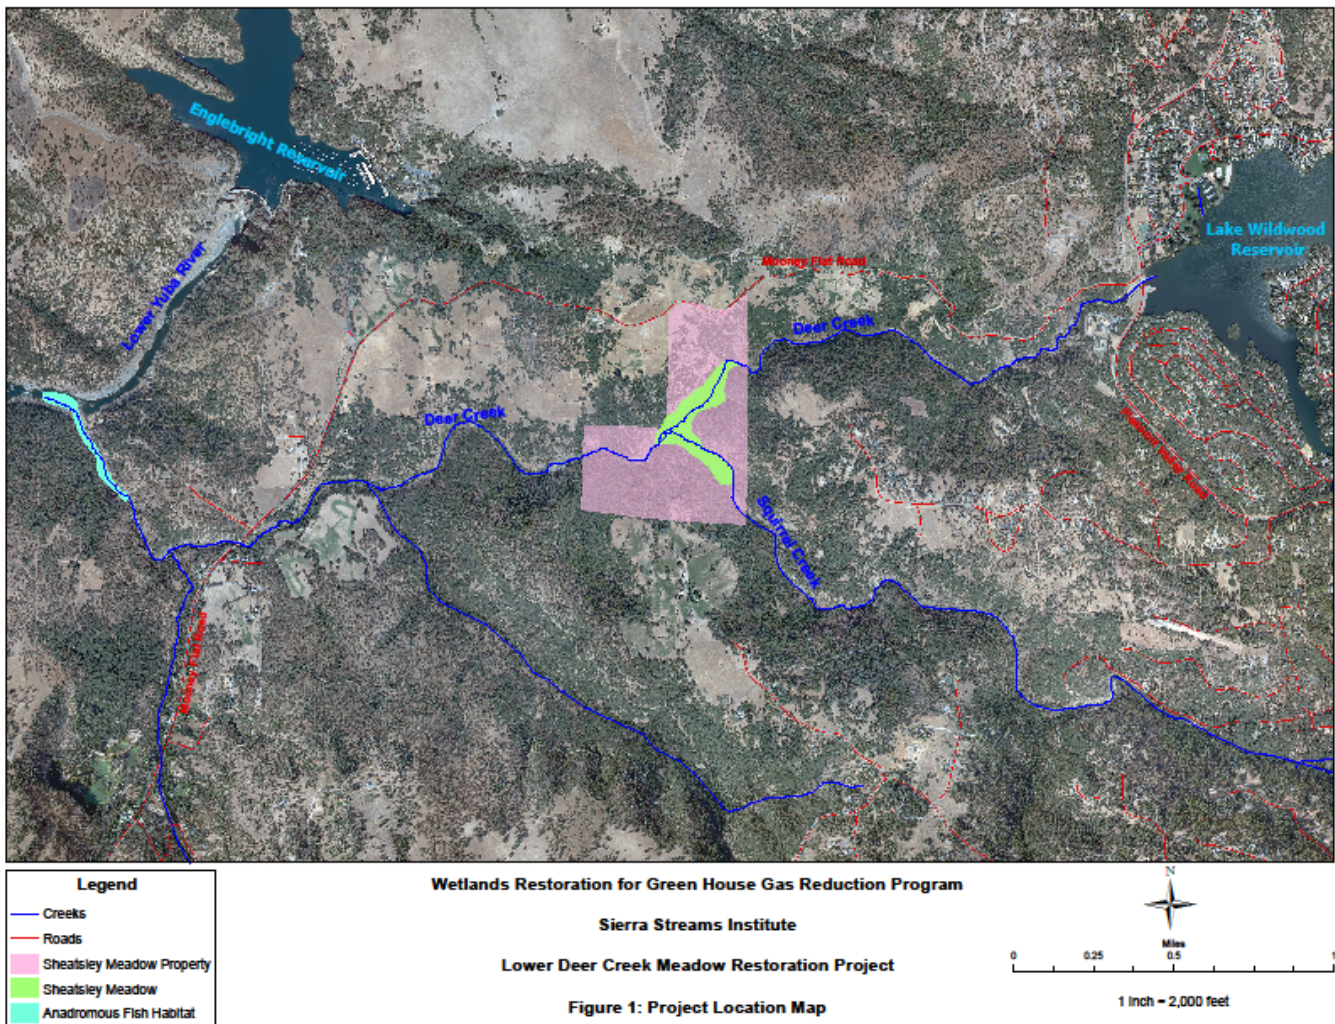 Englebright Reservoir
Lake Wildwood
Reservoir
Lower Yuba River
Mooney Flat Road
Deer Creek
Deer Creek
Squirrel Creek
Pleasant Valley Road
Mooney Flat Road
Legend
Creeks
Roads
Sheatsley Meadow Property
Sheatsley Meadow
Anadromous Fish Habitat
Wetlands Restoration for Green House Gas Reduction Program
Sierra Streams Institute
Lower Deer Creek Meadow Restoration Project
Figure 1: Project Location Map
N
Miles
0 0.25 0.5 1
1 inch = 2,000 feet